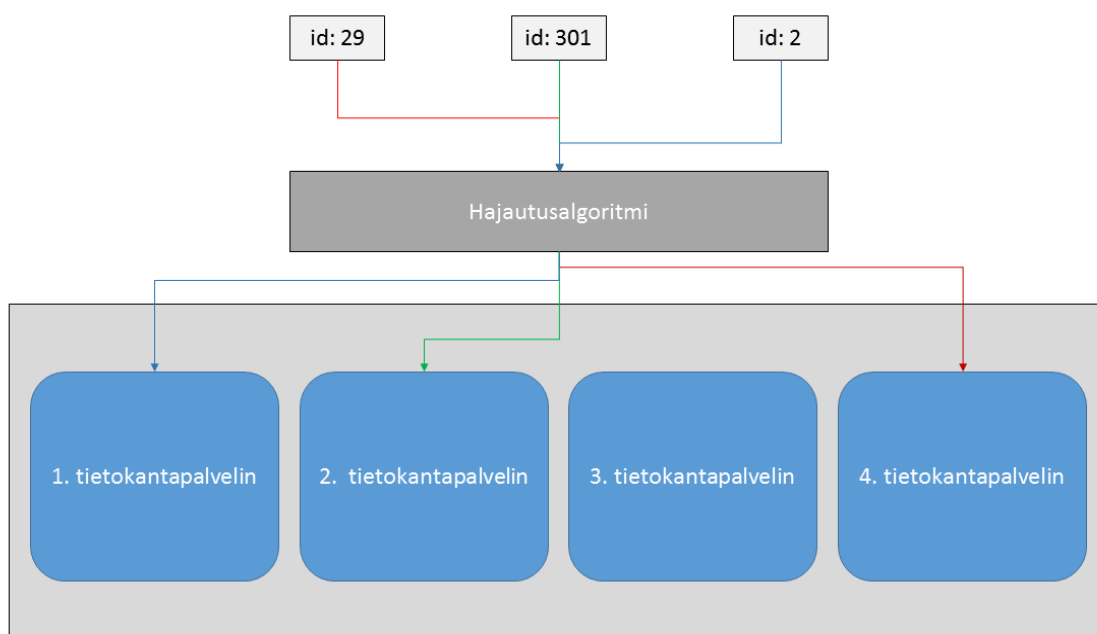 id: 29
id: 301
id: 2
Hajautusalgoritmi
1. tietokantapalvelin
2. tietokantapalvelin
3. tietokantapalvelin
4. tietokantapalvelin